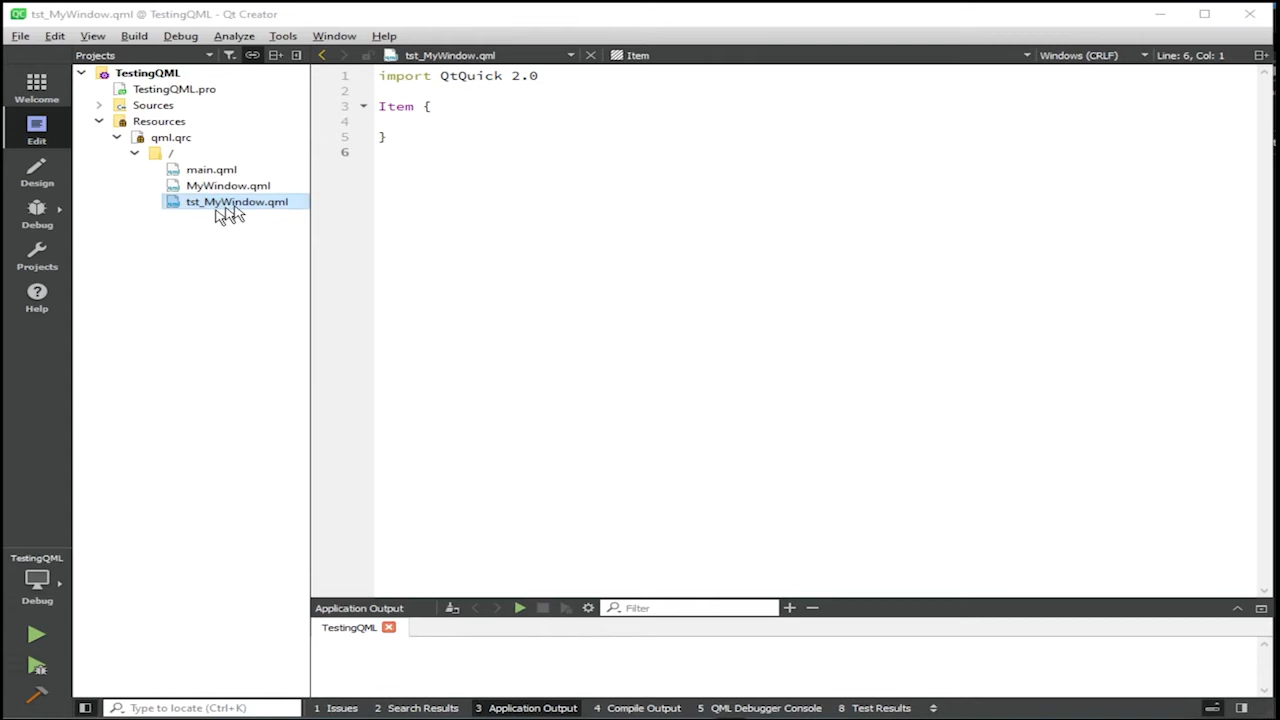 tst_MyWindow.qml @ TestingQML - Qt Creator
File Edit View Build Debug Analyze Tools Window Help
Projects tst_MyWindow.qml Item Windows (CRLF) Line: 6, Col: 1
TestingQML
TestingQML.pro
Sources
Resources
qml.qrc
/
main.qml
MyWindow.qml
tst_MyWindow.qml
Welcome
Edit
Design
Debug
Projects
Help
1 import QtQuick 2.0
2
3 Item {
4
5 }
6
TestingQML
Debug
Application Output Filter
TestingQML
Type to locate (Ctrl+K) 1 Issues 2 Search Results 3 Application Output 4 Compile Output 5 QML Debugger Console 8 Test Results